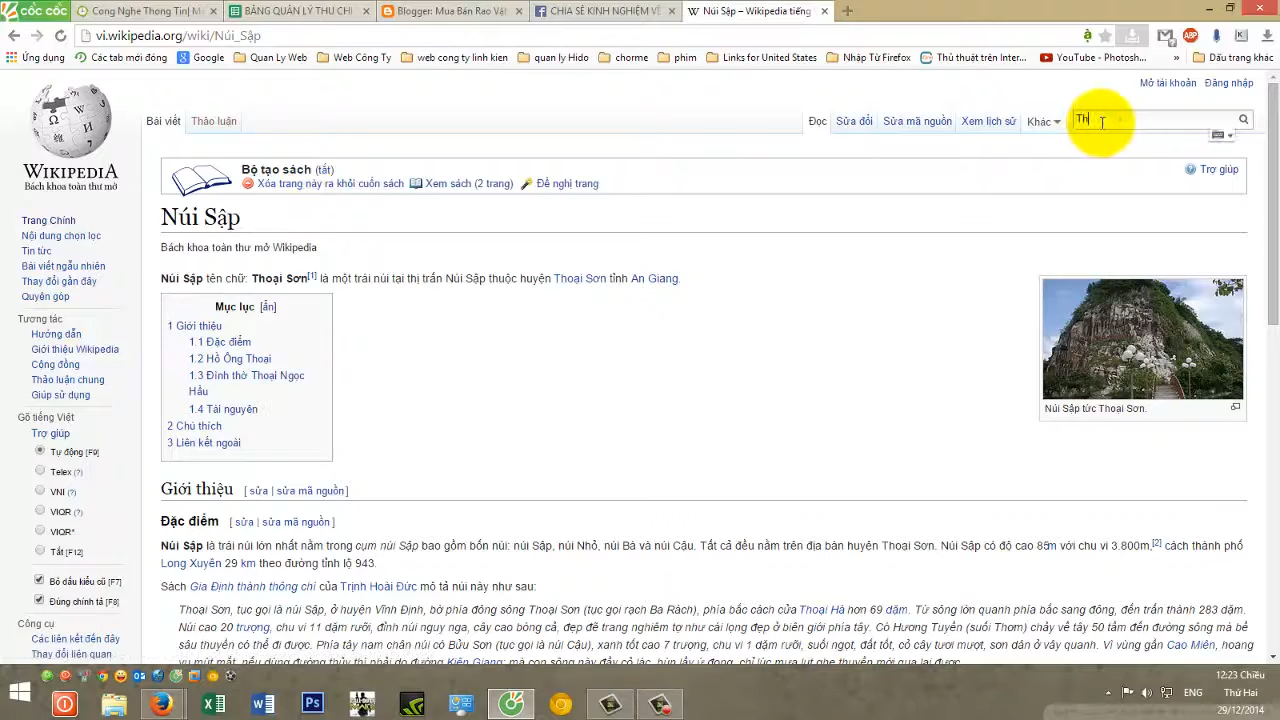 cốc cốc
Cong Nghe Thong Tin| M
BẢNG QUẢN LÝ THU CHI
Blogger: Mua Bán Rao Vặt
CHIA SẺ KINH NGHIỆM VỀ
Núi Sập – Wikipedia tiếng
vi.wikipedia.org/wiki/Núi_Sập
Ứng dụng
Các tab mới đóng
Google
Quan Ly Web
Web Công Ty
web cong ty linh kien
quan ly Hido
chorme
phim
Links for United States
Nhập Từ Firefox
Thủ thuật trên Inter...
YouTube - Photosh...
»
Dấu trang khác
Mở tài khoản Đăng nhập
WIKIPEDIA
Bách khoa toàn thư mở
Bài viết Thảo luận
Đọc Sửa đổi Sửa mã nguồn Xem lịch sử Khác
Th
Bộ tạo sách (tắt)
Trợ giúp
Xóa trang này ra khỏi cuốn sách Xem sách (2 trang) Đề nghị trang
Núi Sập
Bách khoa toàn thư mở Wikipedia
Núi Sập tên chữ: Thoại Sơn[1] là một trái núi tại thị trấn Núi Sập thuộc huyện Thoại Sơn tỉnh An Giang.
Mục lục [ẩn]
1 Giới thiệu
1.1 Đặc điểm
1.2 Hồ Ông Thoại
1.3 Đình thờ Thoại Ngọc
Hầu
1.4 Tài nguyên
2 Chú thích
3 Liên kết ngoài
Núi Sập tức Thoại Sơn.
Trang Chính
Nội dung chọn lọc
Tin tức
Bài viết ngẫu nhiên
Thay đổi gần đây
Quyên góp
Tương tác
Hướng dẫn
Giới thiệu Wikipedia
Cộng đồng
Thảo luận chung
Giúp sử dụng
Gõ tiếng Việt
Trợ giúp
Tự động [F9]
Telex (?)
VNI (?)
VIQR (?)
VIQR*
Tắt [F12]
Bỏ dấu kiểu cũ [F7]
Đúng chính tả [F8]
Công cụ
Các liên kết đến đây
Thay đổi liên quan
Giới thiệu [ sửa | sửa mã nguồn ]
Đặc điểm [ sửa | sửa mã nguồn ]
Núi Sập là trái núi lớn nhất nằm trong cụm núi Sập bao gồm bốn núi: núi Sập, núi Nhỏ, núi Bà và núi Cậu. Tất cả đều nằm trên địa bàn huyện Thoại Sơn. Núi Sập có độ cao 85m với chu vi 3.800m,[2] cách thành phố
Long Xuyên 29 km theo đường tỉnh lộ 943.
Sách Gia Định thành thông chí của Trịnh Hoài Đức mô tả núi này như sau:
Thoại Sơn, tục gọi là núi Sập, ở huyện Vĩnh Định, bờ phía đông sông Thoại Sơn (tục gọi rạch Ba Rách), phía bắc cách của Thoại Hà hơn 69 dặm. Từ sông lớn quanh phía bắc sang đông, đến trấn thành 283 dặm.
Núi cao 20 trượng, chu vi 11 dặm rưỡi, đỉnh núi nguy nga, cây cao bóng cả, đẹp đẽ trang nghiêm tợ như cái lọng đẹp ở biên giới phía tây. Có Hương Tuyền (suối Thơm) chảy về tây 50 tầm đến đường sông mà bề
sâu thuyền có thể đi được. Phía tây nam chân núi có Bửu Sơn (tục gọi là núi Cậu), xanh tốt cao 7 trượng, chu vi 1 dặm rưỡi, suối ngọt, đất tốt, cỏ cây tươi mượt, sơn dân ở vây quanh. Vì vùng gần Cao Miên, hoang
12:23 Chiều
ENG
Thứ Hai
29/12/2014